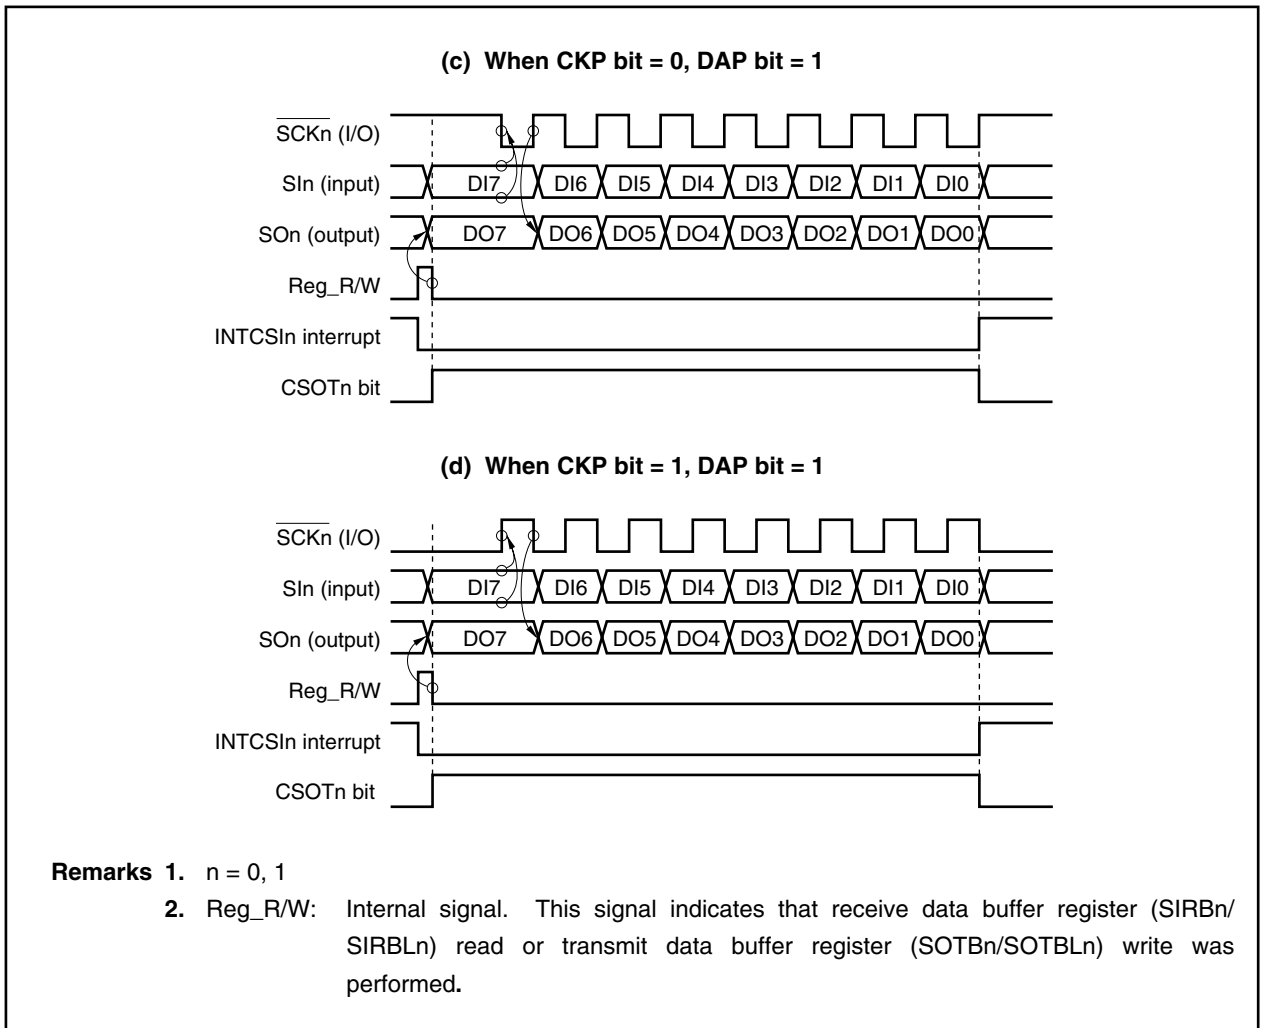 (c) When CKP bit = 0, DAP bit = 1
SCKn (I/O)
SIn (input) DI7 DI6 DI5 DI4 DI3 DI2 DI1 DI0
SOn (output) DO7 DO6 DO5 DO4 DO3 DO2 DO1 DO0
Reg_R/W
INTCSIn interrupt
CSOTn bit
(d) When CKP bit = 1, DAP bit = 1
SCKn (I/O)
SIn (input) DI7 DI6 DI5 DI4 DI3 DI2 DI1 DI0
SOn (output) DO7 DO6 DO5 DO4 DO3 DO2 DO1 DO0
Reg_R/W
INTCSIn interrupt
CSOTn bit
Remarks 1. n = 0, 1
2. Reg_R/W: Internal signal. This signal indicates that receive data buffer register (SIRBn/
SIRBLn) read or transmit data buffer register (SOTBn/SOTBLn) write was
performed.